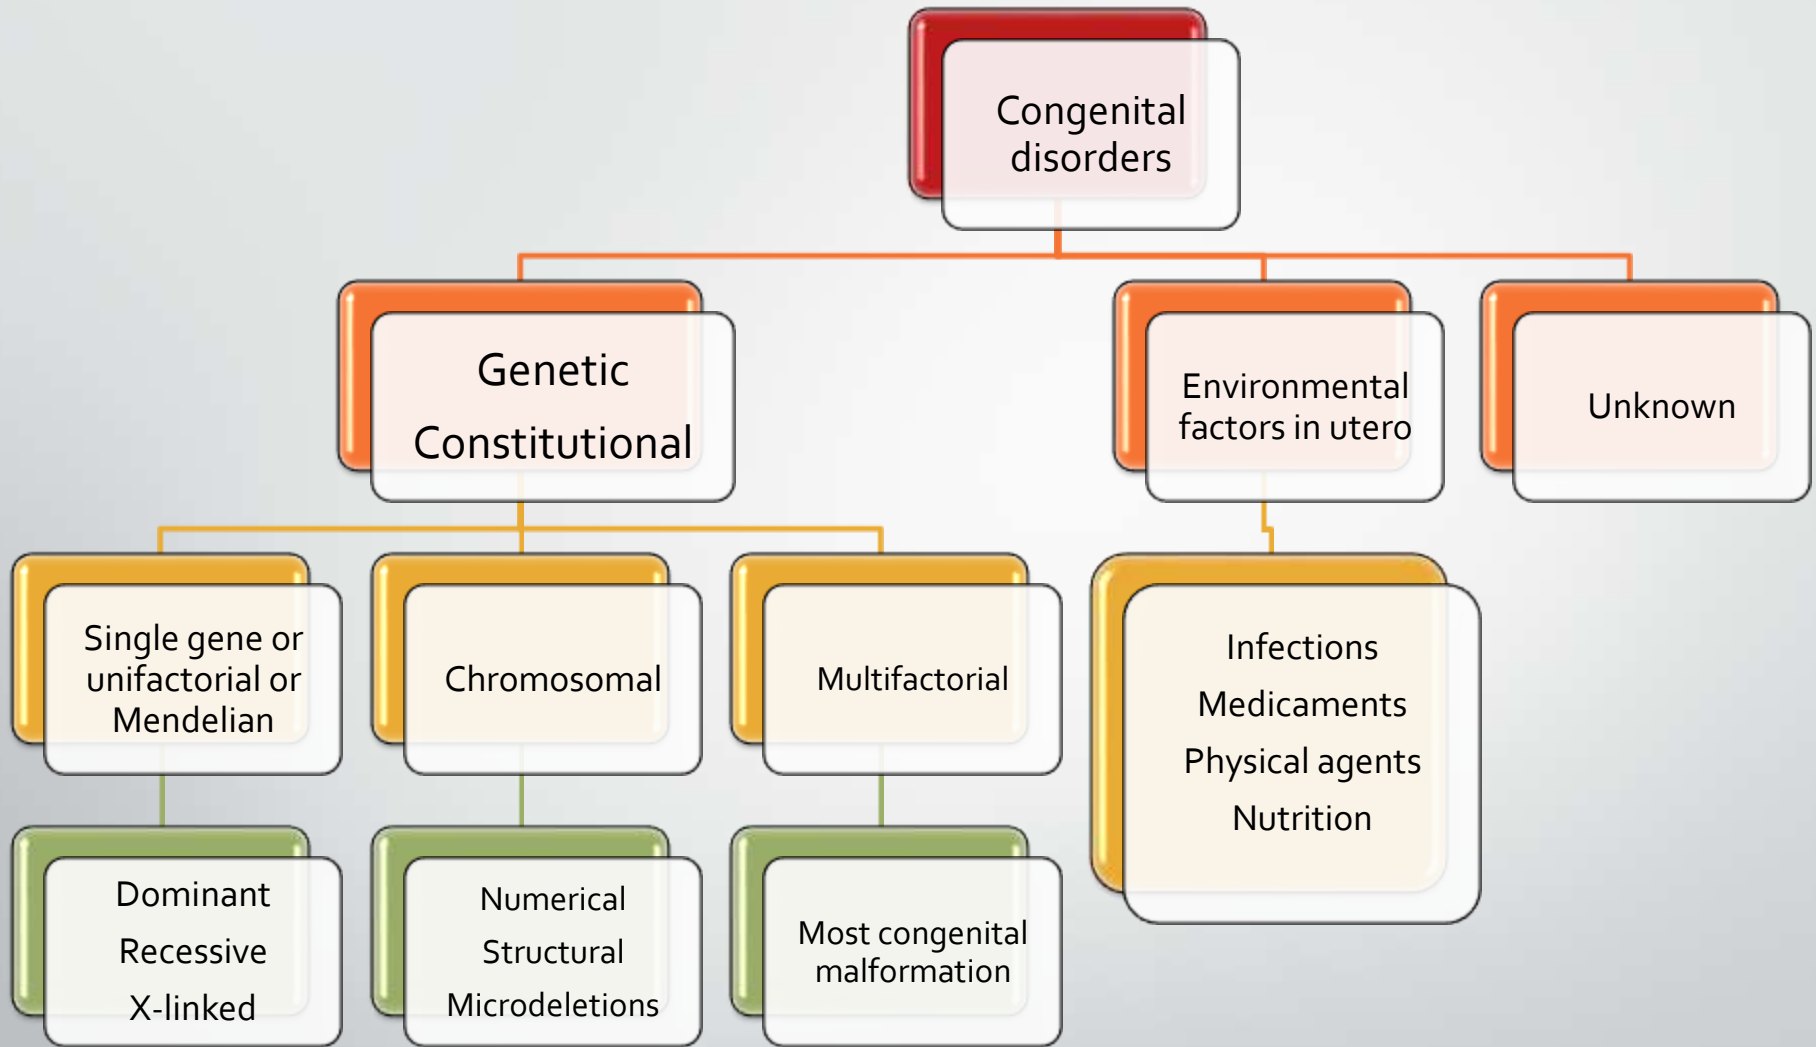 Congenital
disorders
Genetic
Constitutional
Environmental
factors in utero
Unknown
Single gene or
unifactorial or
Mendelian
Chromosomal
Multifactorial
Infections
Medicaments
Physical agents
Nutrition
Dominant
Recessive
X-linked
Numerical
Structural
Microdeletions
Most congenital
malformation